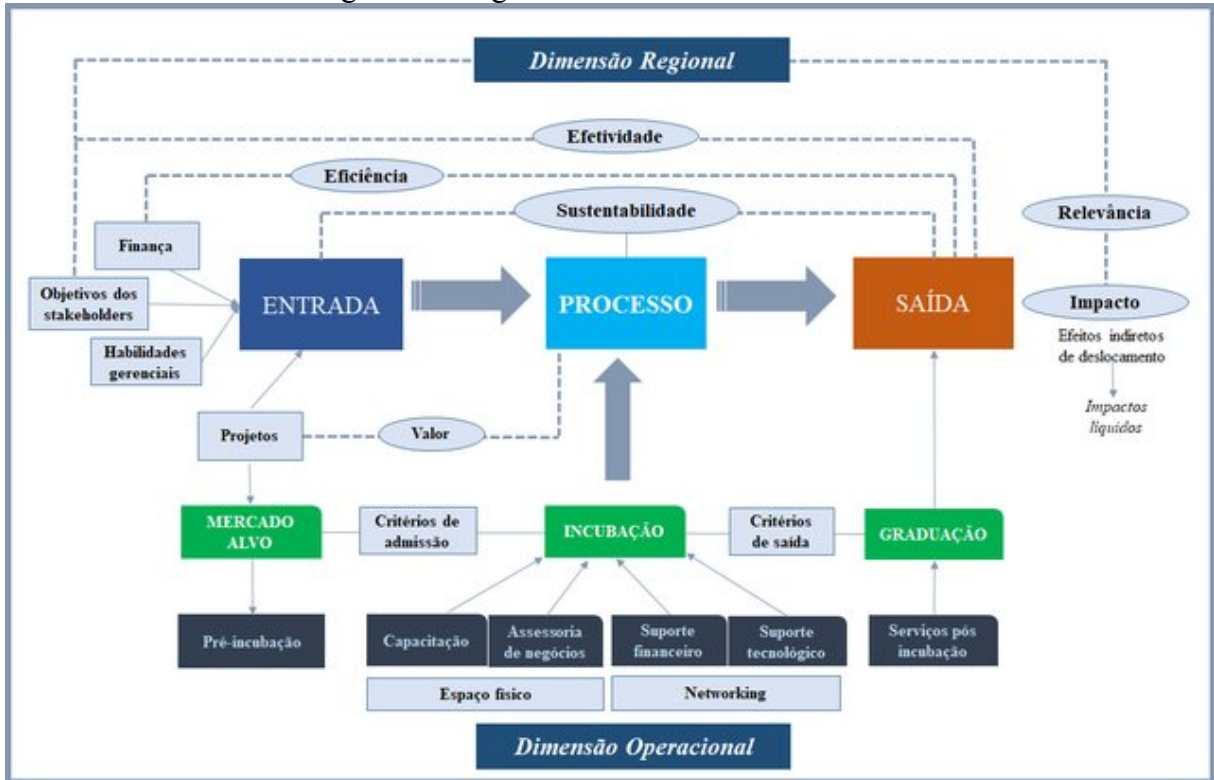 Dimensão Regional
Efetividade
Eficiência
Sustentabilidade
Relevância
Finança
Objetivos dos
stakeholders
Habilidades
gerenciais
ENTRADA
PROCESSO
SAÍDA
Impacto
Efeitos indiretos
de deslocamento
Impactos
líquidos
Projetos
Valor
MERCADO
ALVO
Critérios de
admissão
INCUBAÇÃO
Critérios
de saída
GRADUAÇÃO
Pré-incubação
Capacitação
Assessoria
de negócios
Suporte
financeiro
Suporte
tecnológico
Serviços pós
incubação
Espaço físico
Networking
Dimensão Operacional